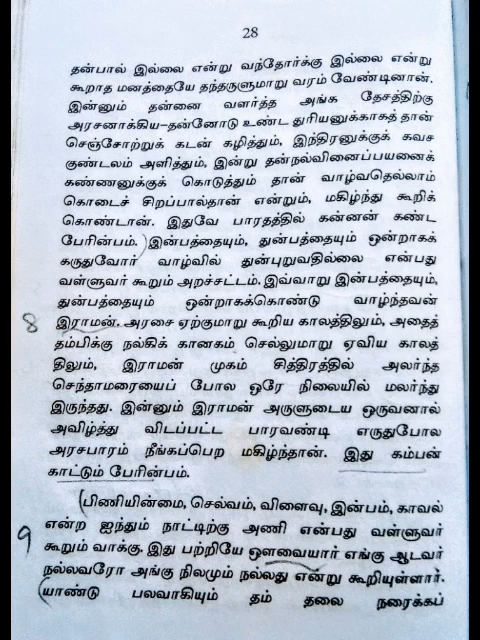 28
தன்பால் இல்லை என்று வந்தோர்க்கு இல்லை என்று
கூறாத மனத்தையே தந்தருளுமாறு வரம் வேண்டினான்.
இன்னும் தன்னை வளர்த்த அங்க தேசத்திற்கு
அரசனாக்கிய-தன்னோடு உண்ட துரியனுக்காகத் தான்
செஞ்சோற்றுக் கடன் கழித்தும், இந்திரனுக்குக் கவச
குண்டலம் அளித்தும், இன்று தன்நல்வினைப்பயனைக்
கண்ணனுக்குக் கொடுத்தும் தான் வாழ்வதெல்லாம்
கொடைச் சிறப்பால்தான் என்றும், மகிழ்ந்து கூறிக்
கொண்டான். இதுவே பாரதத்தில் கன்னன் கண்ட
பேரின்பம். இன்பத்தையும், துன்பத்தையும் ஒன்றாகக்
கருதுவோர் வாழ்வில் துன்புறுவதில்லை என்பது
வள்ளுவர் கூறும் அறச்சட்டம். இவ்வாறு இன்பத்தையும்,
துன்பத்தையும் ஒன்றாகக்கொண்டு வாழ்ந்தவன்
8 இராமன். அரசை ஏற்குமாறு கூறிய காலத்திலும், அதைத்
தம்பிக்கு நல்கிக் கானகம் செல்லுமாறு ஏவிய காலத்
திலும், இராமன் முகம் சித்திரத்தில் அலர்ந்த
செந்தாமரையைப் போல ஒரே நிலையில் மலர்ந்து
இருந்தது. இன்னும் இராமன் அருளுடைய ஒருவனால்
அவிழ்த்து விடப்பட்ட பாரவண்டி எருதுபோல
அரசபாரம் நீங்கப்பெற மகிழ்ந்தான். இது கம்பன்
காட்டும் பேரின்பம்.
(பிணியின்மை, செல்வம், விளைவு, இன்பம், காவல்
9 என்ற ஐந்தும் நாட்டிற்கு அணி என்பது வள்ளுவர்
கூறும் வாக்கு. இது பற்றியே ஒளவையார் எங்கு ஆடவர்
நல்லவரோ அங்கு நிலமும் நல்லது என்று கூறியுள்ளார்.
(யாண்டு பலவாகியும் தம் தலை நரைக்கப்